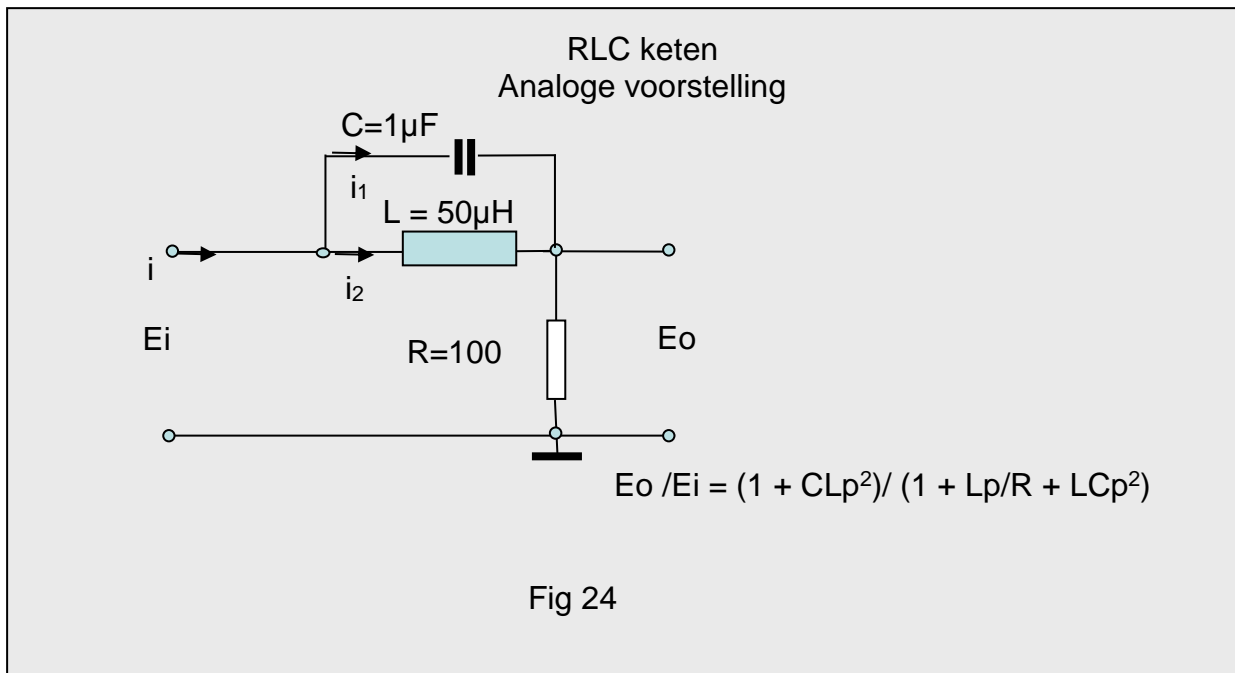 RLC keten
Analoge voorstelling
C=1µF
i₁
L = 50µH
i
i₂
Ei
R=100
Eo
Eo /Ei = (1 + CLp²)/ (1 + Lp/R + LCp²)
Fig 24